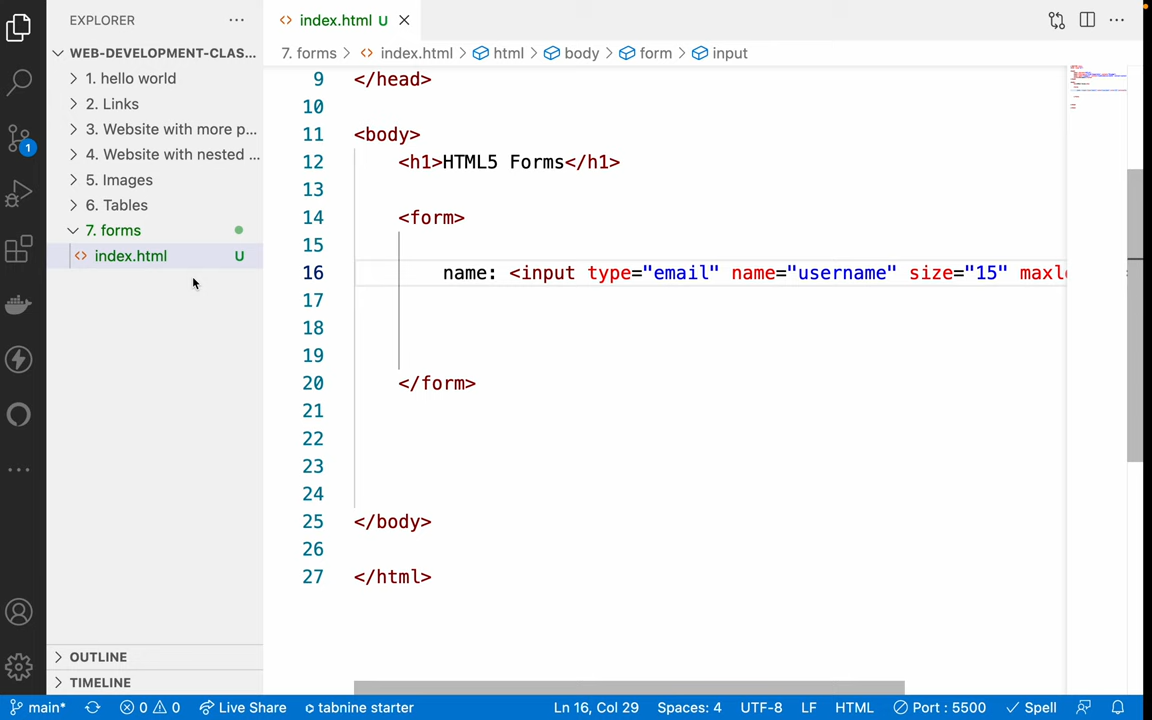 EXPLORER
WEB-DEVELOPMENT-CLAS...
1. hello world
2. Links
3. Website with more p...
4. Website with nested ...
5. Images
6. Tables
7. forms
index.html U
OUTLINE
TIMELINE
index.html U
7. forms > index.html > html > body > form > input
9 </head>
10
11 <body>
12 <h1>HTML5 Forms</h1>
13
14 <form>
15
16 name: <input type="email" name="username" size="15" maxl
17
18
19
20 </form>
21
22
23
24
25 </body>
26
27 </html>
1
main* 0 0 Live Share tabnine starter Ln 16, Col 29 Spaces: 4 UTF-8 LF HTML Port : 5500 Spell